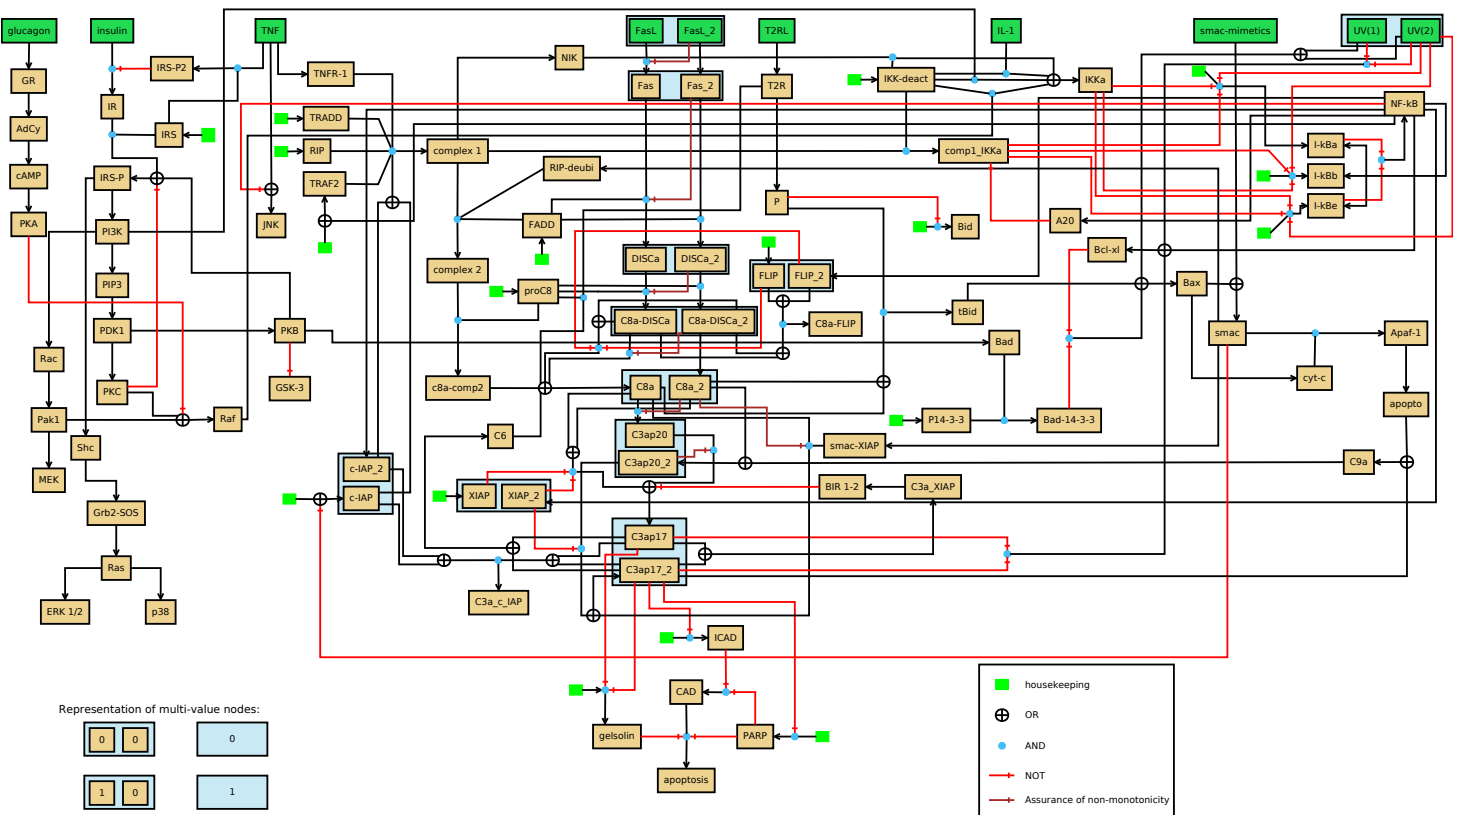 glucagon
insulin
TNF
FasL
FasL_2
T2RL
IL-1
smac-mimetics
UV(1)
UV(2)
NIK
IRS-P2
TNFR-1
GR
Fas
Fas_2
T2R
IKK-deact
IKKa
IR
NF-kB
TRADD
AdCy
IRS
RIP
complex 1
comp1_IKKa
I-kBa
RIP-deubi
cAMP
IRS-P
TRAF2
I-kBb
P
I-kBe
PKA
PI3K
JNK
FADD
Bid
A20
Bcl-xl
DISCa
DISCa_2
complex 2
FLIP
FLIP_2
PIP3
proC8
Bax
tBid
C8a-DISCa
C8a-DISCa_2
C8a-FLIP
PDK1
PKB
Bad
smac
Apaf-1
Rac
PKC
GSK-3
c8a-comp2
C8a
C8a_2
cyt-c
apopto
Pak1
Raf
P14-3-3
Bad-14-3-3
Shc
C6
C3ap20
smac-XIAP
C3ap20_2
C9a
c-IAP_2
MEK
c-IAP
XIAP
XIAP_2
BIR 1-2
C3a_XIAP
Grb2-SOS
C3ap17
C3ap17_2
Ras
C3a_c_IAP
ERK 1/2
p38
ICAD
CAD
gelsolin
PARP
apoptosis
Representation of multi-value nodes:
0 0 0
1 0 1
housekeeping
OR
AND
NOT
Assurance of non-monotonicity